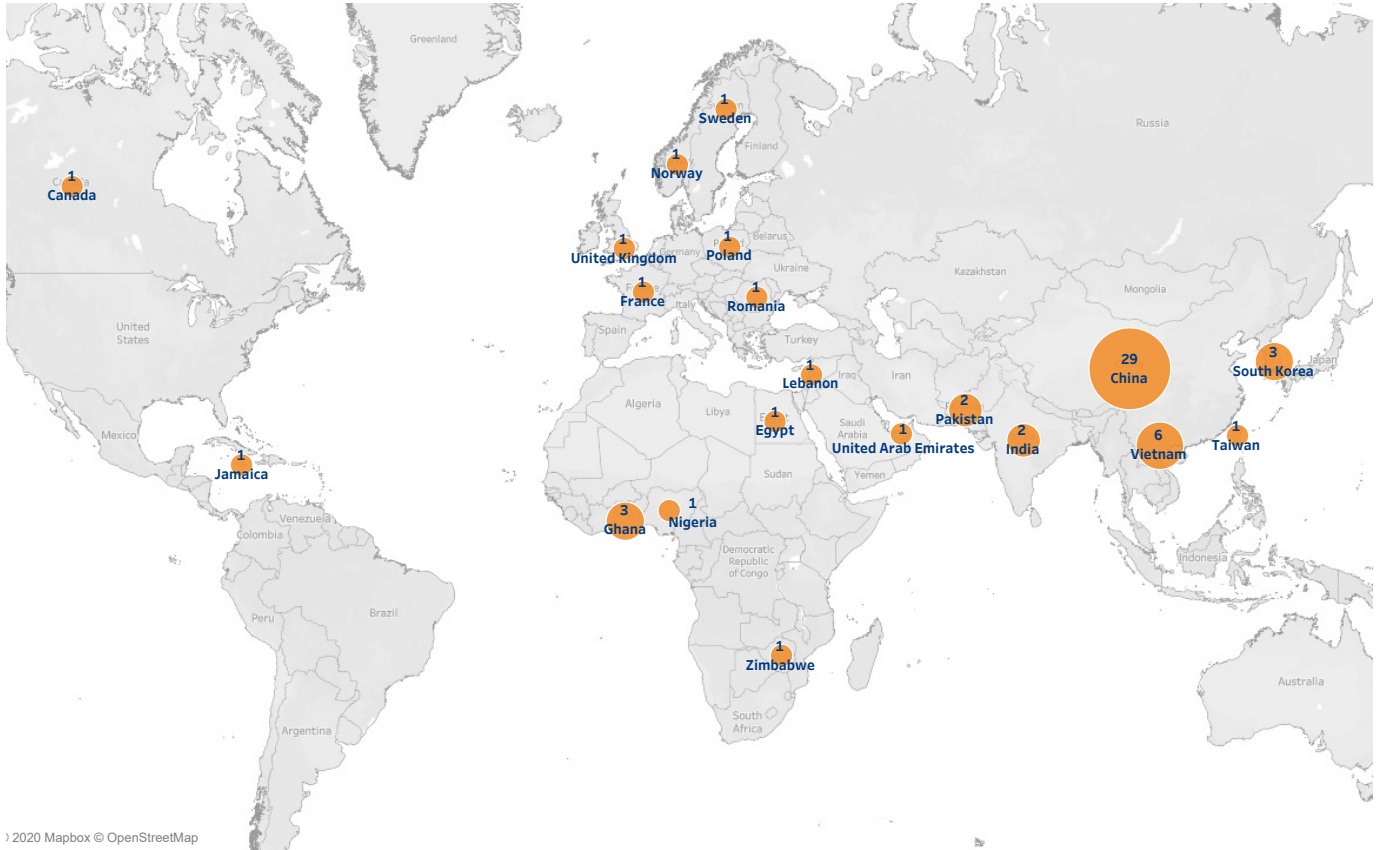 Greenland
1
Sweden
Russia
Finland
1
Norway
1
Canada
1
United Kingdom
1
Poland
Belarus
Germany
Ukraine
1
France
1
Romania
Italy
Kazakhstan
Mongolia
United
States
Spain
Turkey
29
China
3
South Korea
Japan
1
Lebanon
Iraq
Iran
Algeria
Libya
1
Egypt
Saudi
Arabia
1
United Arab Emirates
2
Pakistan
2
India
6
Vietnam
1
Taiwan
Mexico
1
Jamaica
Sudan
Yemen
Venezuela
Colombia
3
Ghana
1
Nigeria
Democratic
Republic
of Congo
Indonesia
Peru
Brazil
1
Zimbabwe
Australia
South
Africa
Argentina
2020 Mapbox © OpenStreetMap